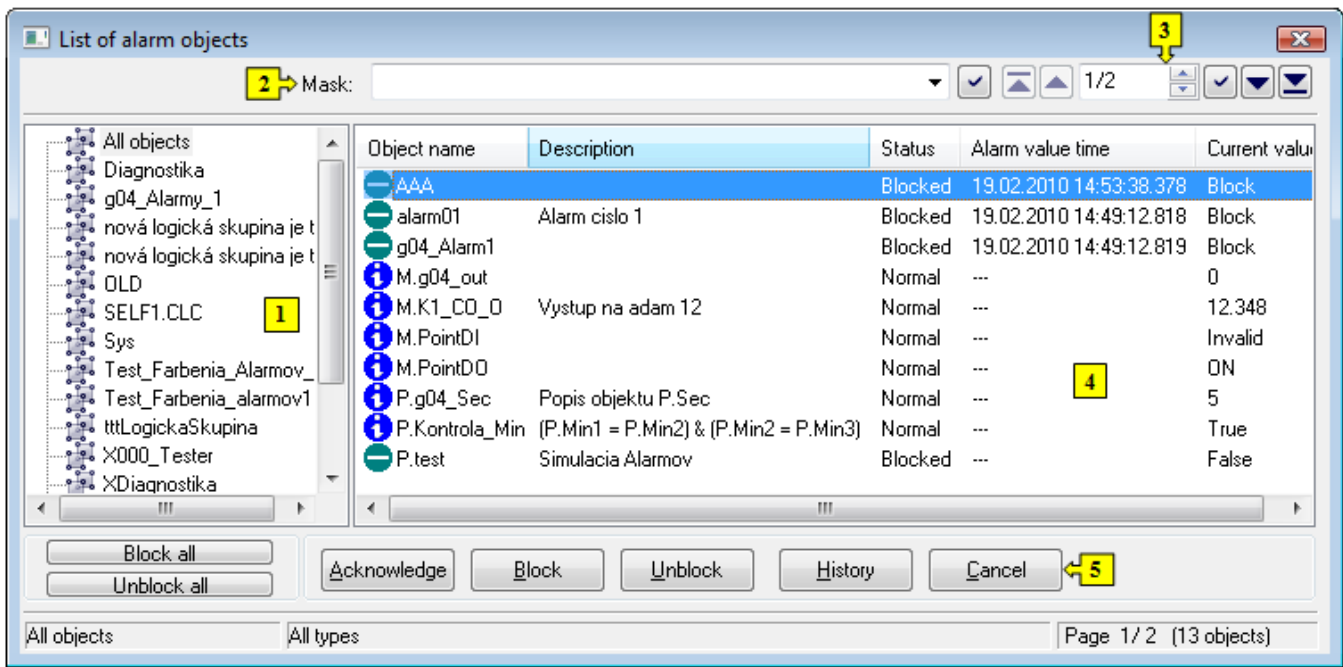 List of alarm objects
3
2 Mask: 1/2
All objects
Diagnostika
g04_Alarmy_1
nová logická skupina je t
nová logická skupina je t
OLD
SELF1.CLC
1
Sys
Test_Farbenia_Alarmov_
Test_Farbenia_alarmov1
tttLogickaSkupina
X000_Tester
XDiagnostika
Object name Description Status Alarm value time Current valu
AAA Blocked 19.02.2010 14:53:38.378 Block
alarm01 Alarm cislo 1 Blocked 19.02.2010 14:49:12.818 Block
g04_Alarm1 Blocked 19.02.2010 14:49:12.819 Block
M.g04_out Normal --- 0
M.K1_CO_O Vystup na adam 12 Normal --- 12.348
M.PointDI Normal --- Invalid
M.PointDO Normal --- ON
4
P.g04_Sec Popis objektu P.Sec Normal --- 5
P.Kontrola_Min (P.Min1 = P.Min2) & (P.Min2 = P.Min3) Normal --- True
P.test Simulacia Alarmov Blocked --- False
Block all
Unblock all
Acknowledge Block Unblock History Cancel 5
All objects All types Page 1/ 2 (13 objects)